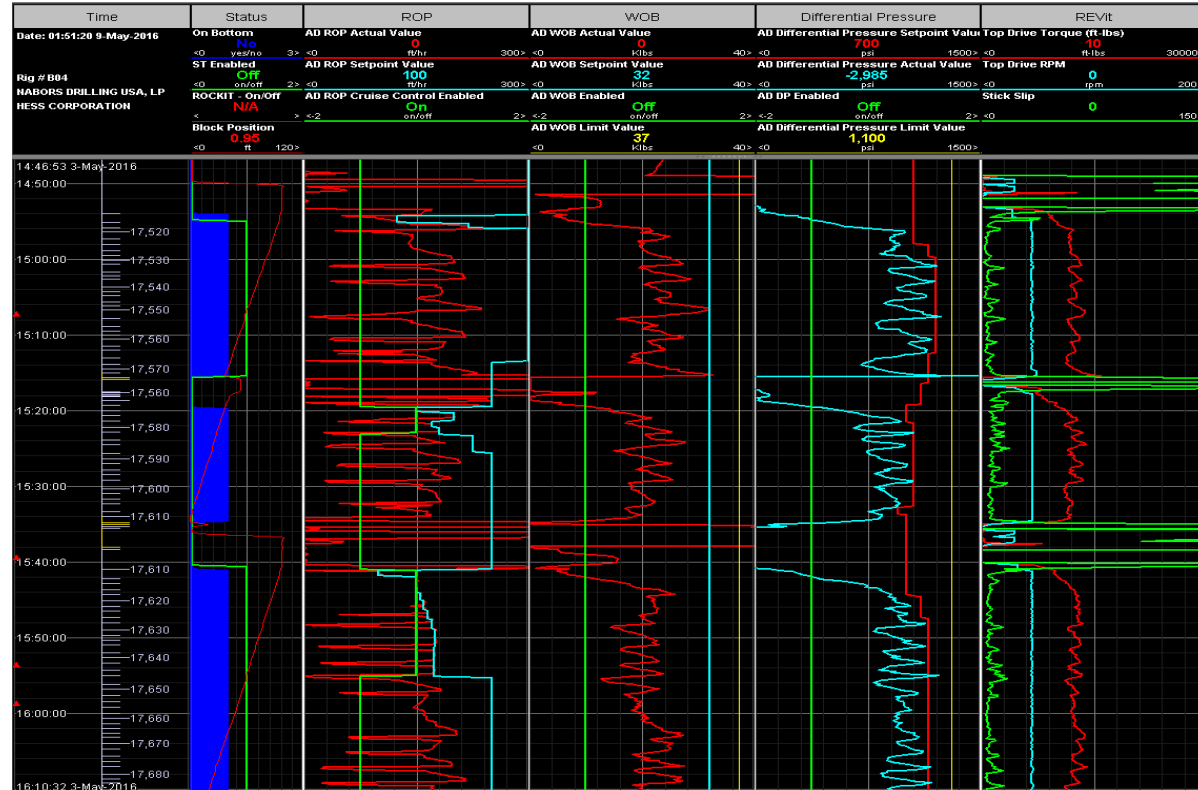 Time Status ROP WOB Differential Pressure REVit
Date: 01:51:20 9-May-2016
Rig # B04
NABORS DRILLING USA, LP
HESS CORPORATION
On Bottom
No
<0 yes/no 3>
ST Enabled
Off
<0 on/off 2>
ROCKIT - On/Off
N/A
< >
Block Position
0.95
<0 ft 120>
AD ROP Actual Value
0
<0 ft/hr 300>
AD ROP Setpoint Value
100
<0 ft/hr 300>
AD ROP Cruise Control Enabled
On
<-2 on/off 2>
AD WOB Actual Value
0
<0 Klbs 40>
AD WOB Setpoint Value
32
<0 Klbs 40>
AD WOB Enabled
Off
<-2 on/off 2>
AD WOB Limit Value
37
<0 Klbs 40>
AD Differential Pressure Setpoint Value
700
<0 psi 1500>
AD Differential Pressure Actual Value
-2,985
<0 psi 1500>
AD DP Enabled
Off
<-2 on/off 2>
AD Differential Pressure Limit Value
1,100
<0 psi 1500>
Top Drive Torque (ft-lbs)
10
<0 ft-lbs 30000
Top Drive RPM
0
<0 rpm 200
Stick Slip
0
<0 150
14:46:53 3-May-2016
14:50:00
17,520
15:00:00
17,530
17,540
17,550
15:10:00
17,560
17,570
17,560
15:20:00
17,580
17,590
15:30:00
17,600
17,610
15:40:00
17,610
17,620
17,630
15:50:00
17,640
17,650
16:00:00
17,660
17,670
17,680
16:10:32 3-May-2016